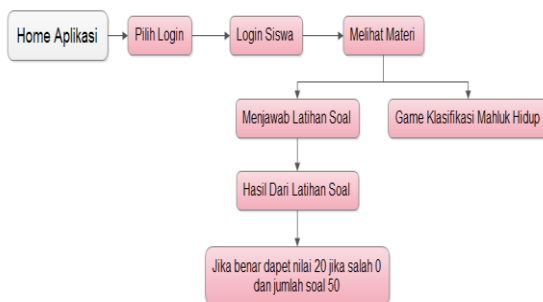 Home Aplikasi
Pilih Login
Login Siswa
Melihat Materi
Menjawab Latihan Soal
Game Klasifikasi Mahluk Hidup
Hasil Dari Latihan Soal
Jika benar dapet nilai 20 jika salah 0
dan jumlah soal 50